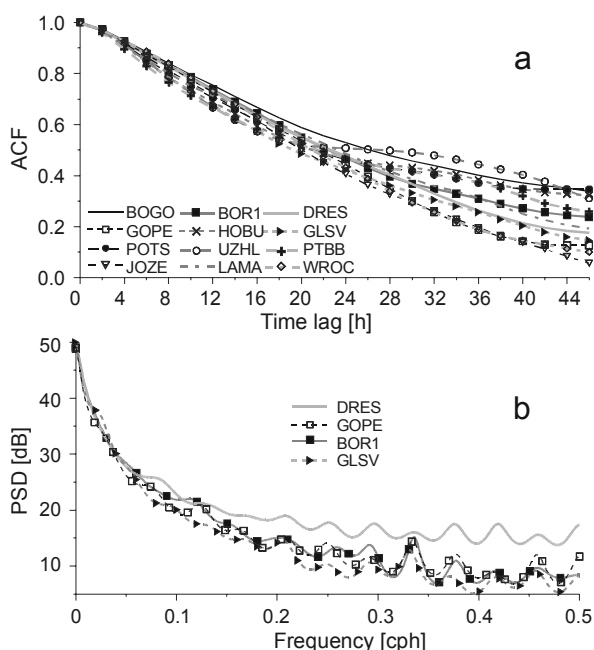 a
1.0
0.8
0.6
0.4
0.2
0.0
ACF
BOGO BOR1 DRES
GOPE HOBU GLSV
POTS UZHL PTBB
JOZE LAMA WROC
0 4 8 12 16 20 24 28 32 36 40 44
Time lag [h]
b
50
40
30
20
10
PSD [dB]
DRES
GOPE
BOR1
GLSV
0 0.1 0.2 0.3 0.4 0.5
Frequency [cph]